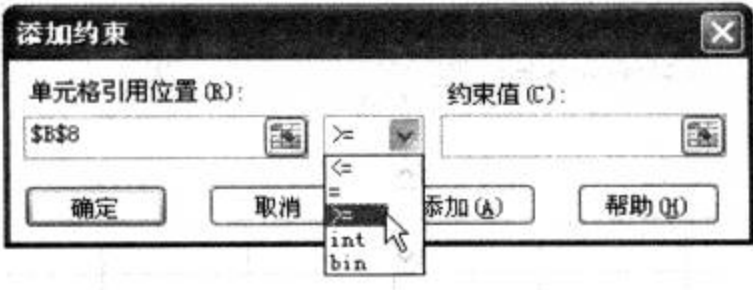 添加约束
单元格引用位置(R): 约束值(C):
$B$8 >=
<=
=
确定 取消 >= 添加(A) 帮助(H)
int
bin